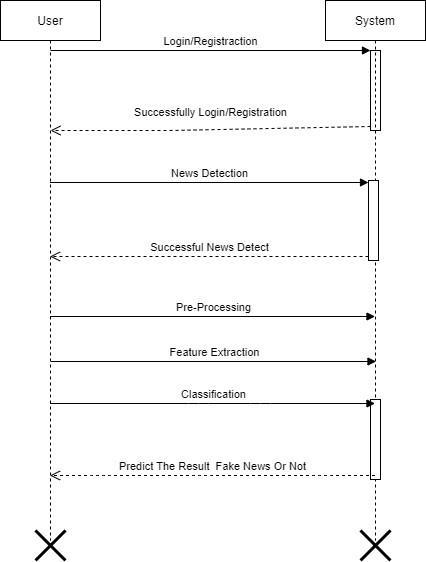 User
System
Login/Registraction
Successfully Login/Registration
News Detection
Successful News Detect
Pre-Processing
Feature Extraction
Classification
Predict The Result  Fake News Or Not